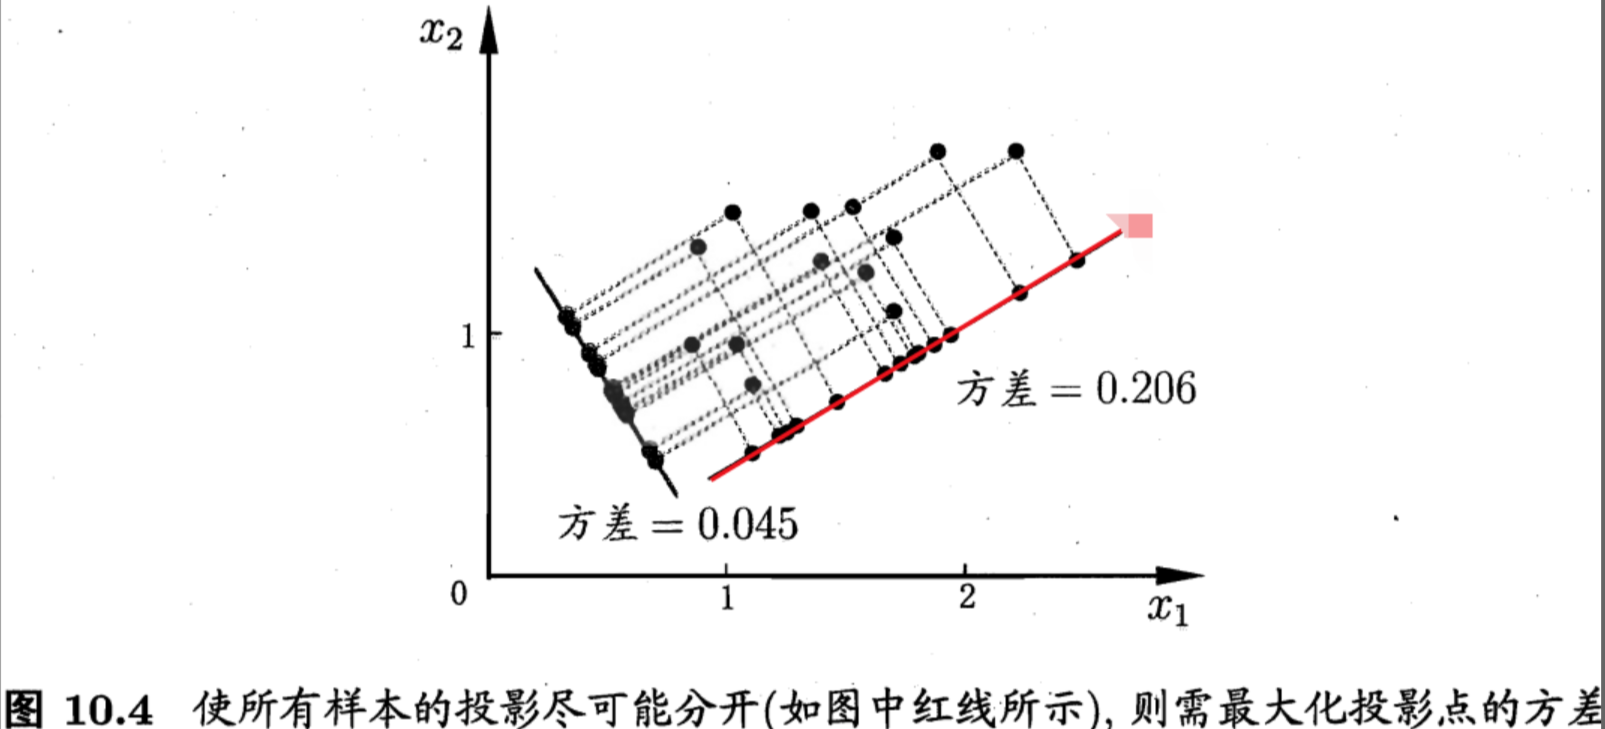 x₂
1
方差 = 0.206
方差 = 0.045
0
1
2
x₁
图 10.4 使所有样本的投影尽可能分开(如图中红线所示), 则需最大化投影点的方差